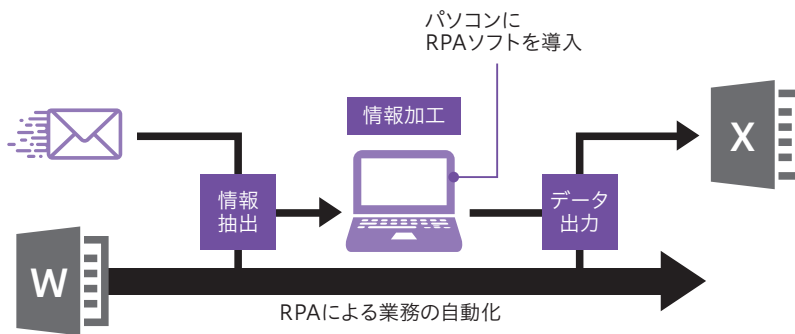 パソコンに
RPAソフトを導入
情報加工
X
情報
抽出
データ
出力
W
RPAによる業務の自動化